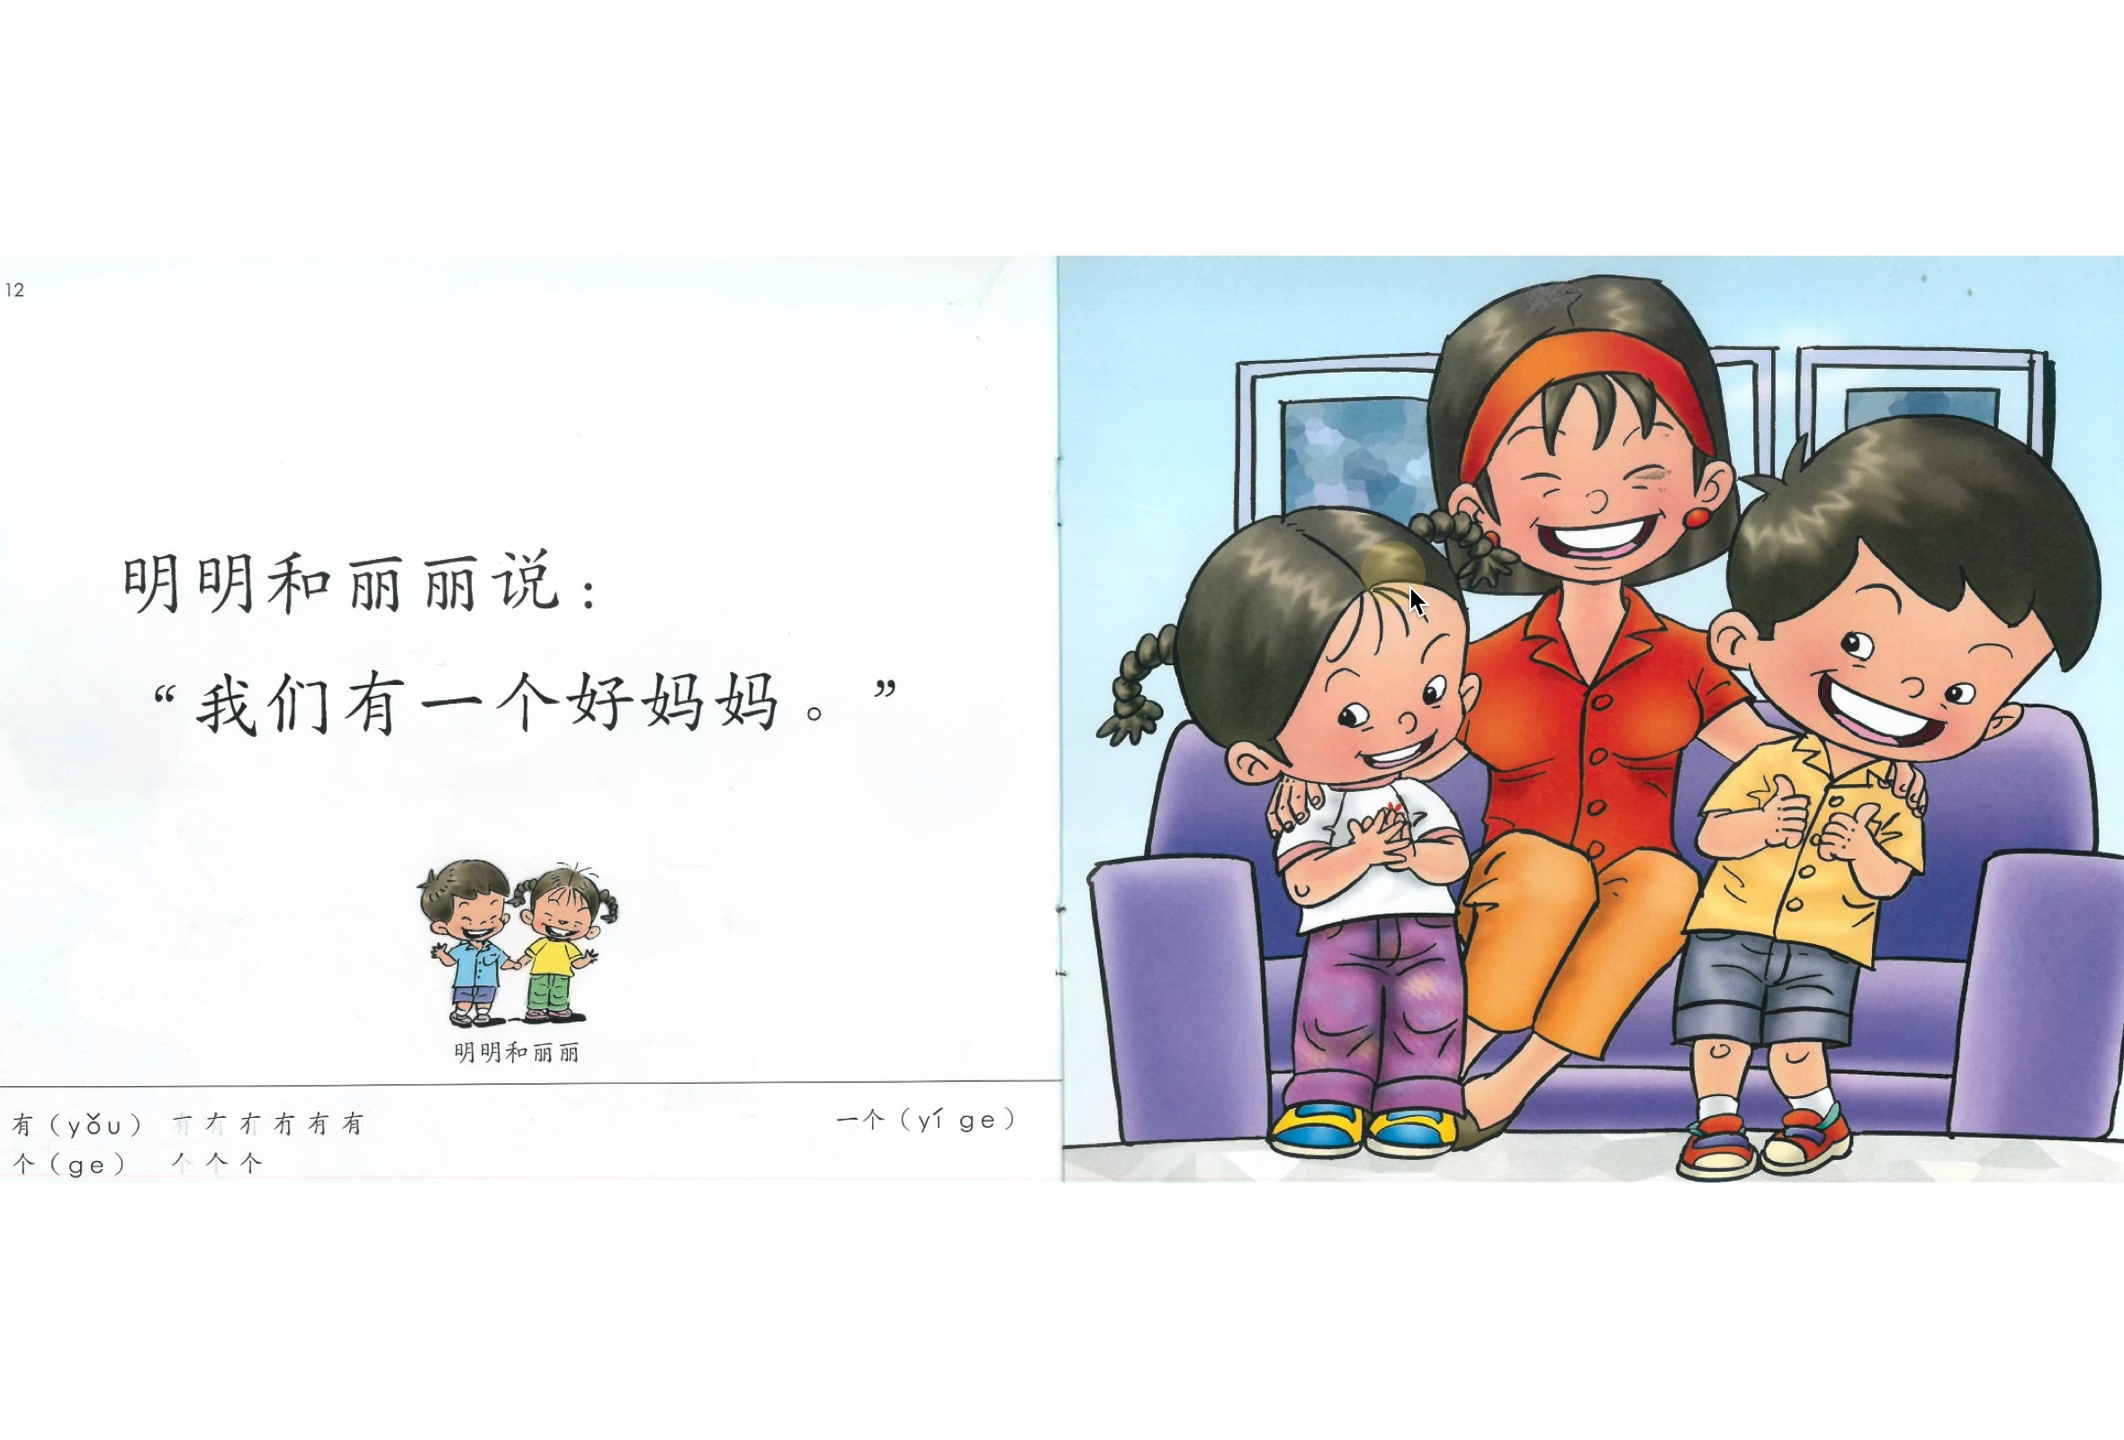 12
明明和丽丽说：
“我们有一个好妈妈。”
明明和丽丽
有（yǒu） 有 有 有 有 有 有
个（ge） 个 个 个
一个（yí ge）